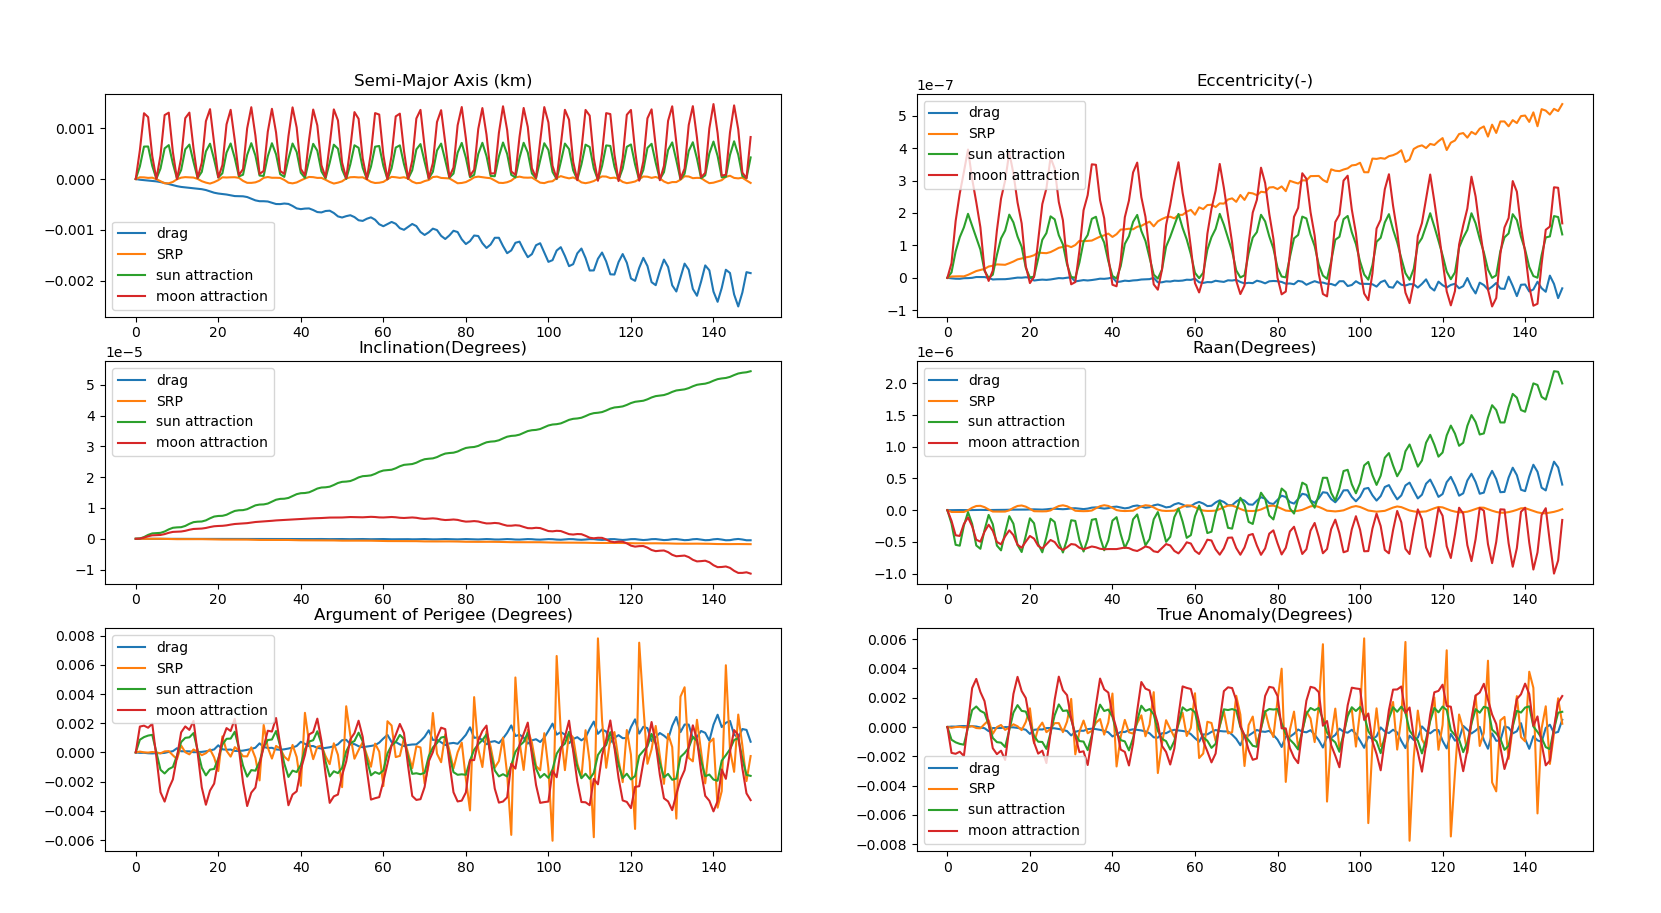 Semi-Major Axis (km)
0.001
0.000
−0.001
−0.002
drag
SRP
sun attraction
moon attraction
0 20 40 60 80 100 120 140
Eccentricity(-)
1e−7
5
4
3
2
1
0
−1
drag
SRP
sun attraction
moon attraction
0 20 40 60 80 100 120 140
Inclination(Degrees)
1e−5
5
4
3
2
1
0
−1
drag
SRP
sun attraction
moon attraction
0 20 40 60 80 100 120 140
Raan(Degrees)
1e−6
2.0
1.5
1.0
0.5
0.0
−0.5
−1.0
drag
SRP
sun attraction
moon attraction
0 20 40 60 80 100 120 140
Argument of Perigee (Degrees)
0.008
0.006
0.004
0.002
0.000
−0.002
−0.004
−0.006
drag
SRP
sun attraction
moon attraction
0 20 40 60 80 100 120 140
True Anomaly(Degrees)
0.006
0.004
0.002
0.000
−0.002
−0.004
−0.006
−0.008
drag
SRP
sun attraction
moon attraction
0 20 40 60 80 100 120 140